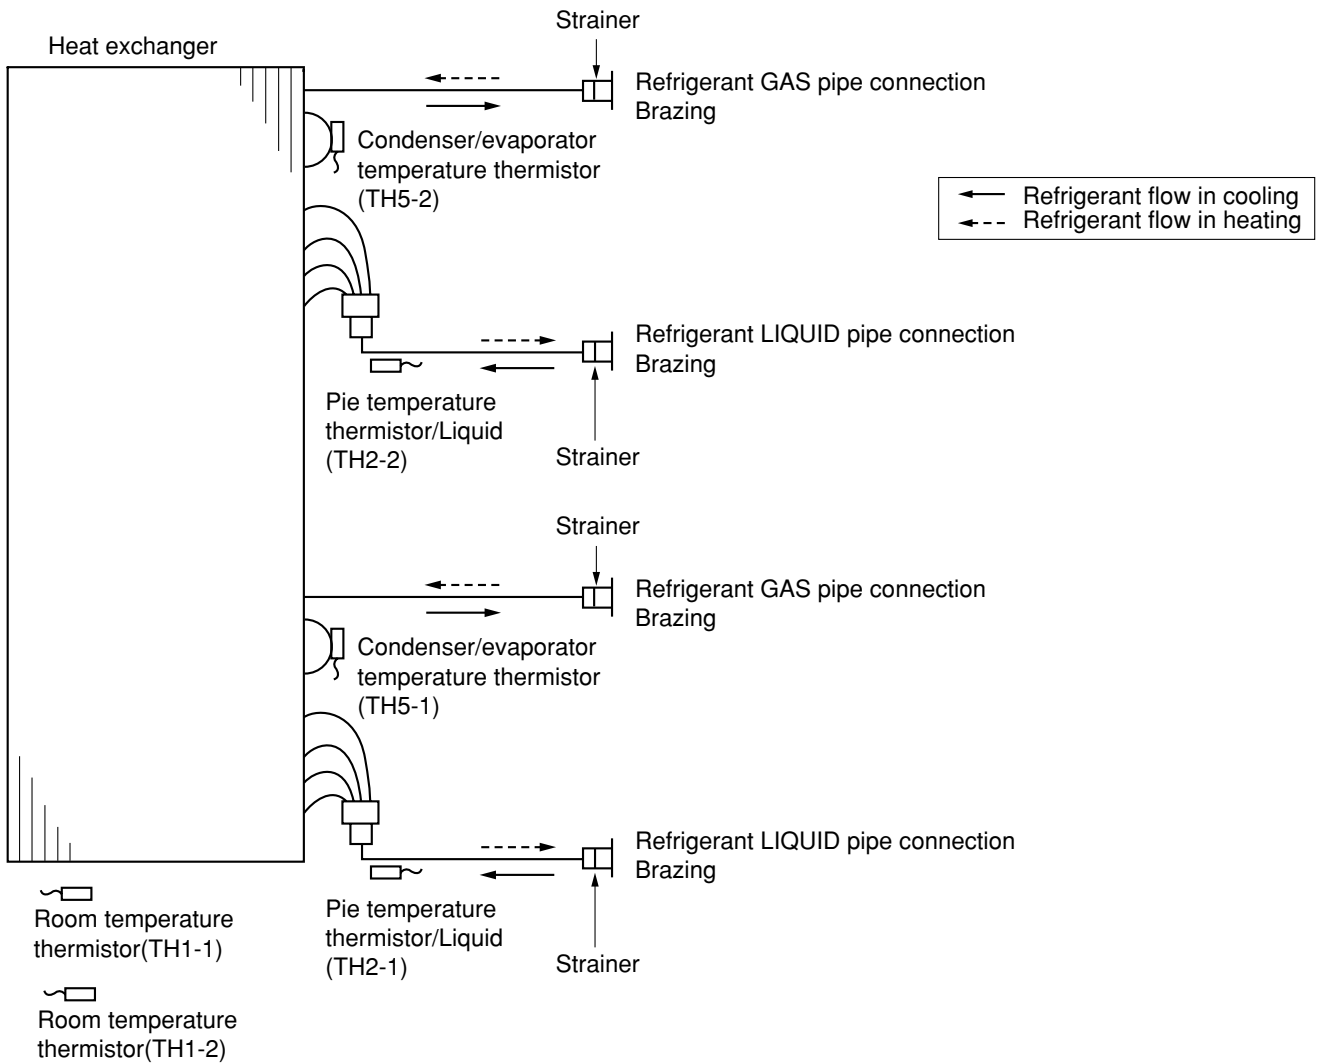 Strainer
Heat exchanger
Refrigerant GAS pipe connection
Brazing
Condenser/evaporator
temperature thermistor
(TH5-2)
Refrigerant flow in cooling
Refrigerant flow in heating
Refrigerant LIQUID pipe connection
Brazing
Pie temperature
thermistor/Liquid
(TH2-2)
Strainer
Strainer
Refrigerant GAS pipe connection
Brazing
Condenser/evaporator
temperature thermistor
(TH5-1)
Refrigerant LIQUID pipe connection
Brazing
Pie temperature
thermistor/Liquid
(TH2-1)
Strainer
Room temperature
thermistor(TH1-1)
Room temperature
thermistor(TH1-2)